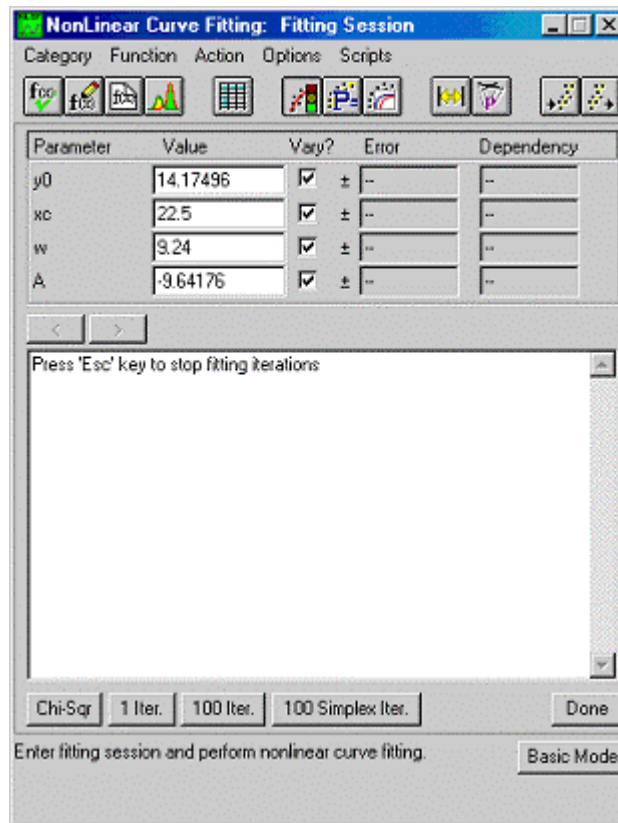 NonLinear Curve Fitting: Fitting Session
Category Function Action Options Scripts
Parameter Value Vary? Error Dependency
y0 14.17496 ± -- --
xc 22.5 ± -- --
w 9.24 ± -- --
A -9.64176 ± -- --
< >
Press 'Esc' key to stop fitting iterations
Chi-Sqr 1 Iter. 100 Iter. 100 Simplex Iter. Done
Enter fitting session and perform nonlinear curve fitting. Basic Mode